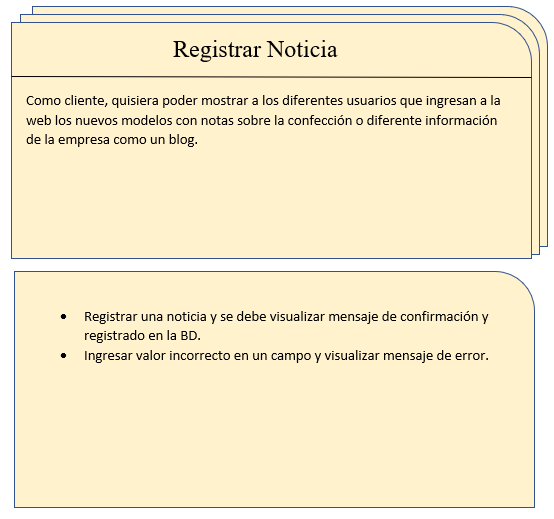 Registrar Noticia
Como cliente, quisiera poder mostrar a los diferentes usuarios que ingresan a la
web los nuevos modelos con notas sobre la confección o diferente información
de la empresa como un blog.
• Registrar una noticia y se debe visualizar mensaje de confirmación y
registrado en la BD.
• Ingresar valor incorrecto en un campo y visualizar mensaje de error.